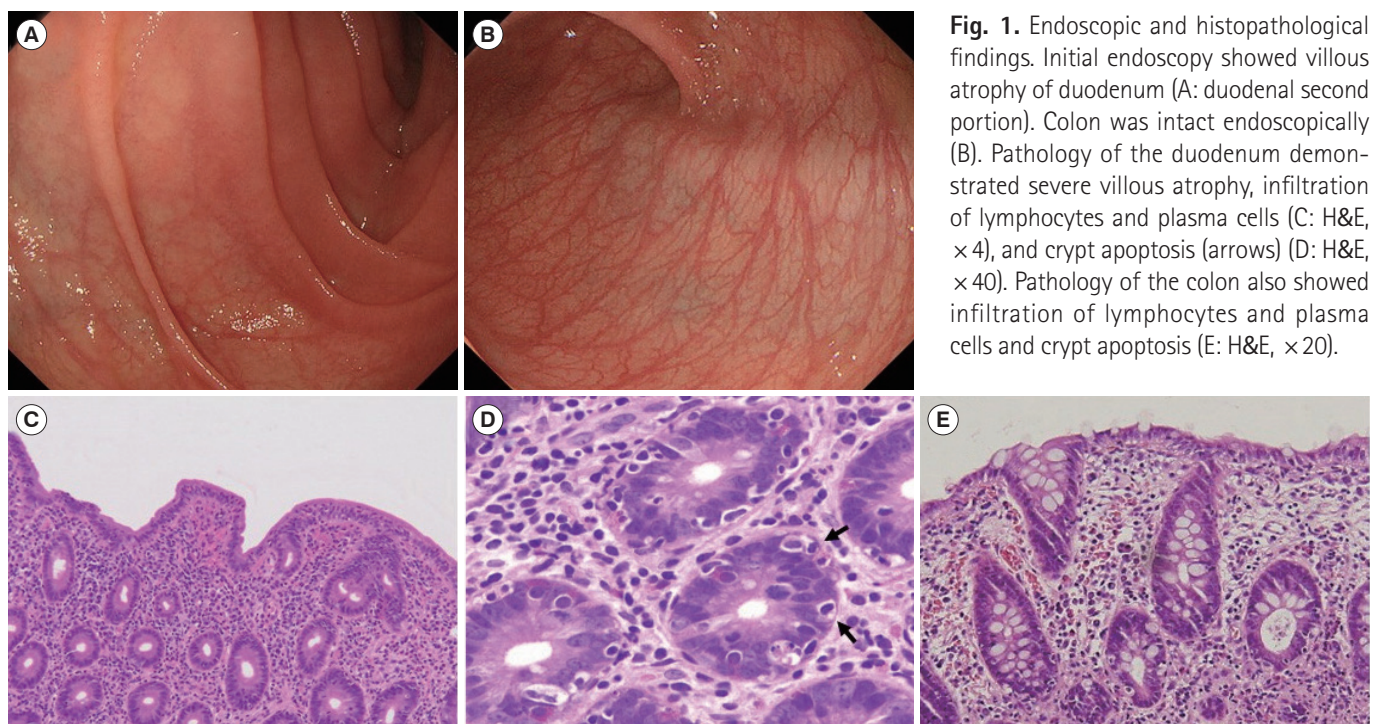 A
B
Fig. 1. Endoscopic and histopathological
findings. Initial endoscopy showed villous
atrophy of duodenum (A: duodenal second
portion). Colon was intact endoscopically
(B). Pathology of the duodenum demon-
strated severe villous atrophy, infiltration
of lymphocytes and plasma cells (C: H&E,
×4), and crypt apoptosis (arrows) (D: H&E,
×40). Pathology of the colon also showed
infiltration of lymphocytes and plasma
cells and crypt apoptosis (E: H&E, ×20).
C
D
E